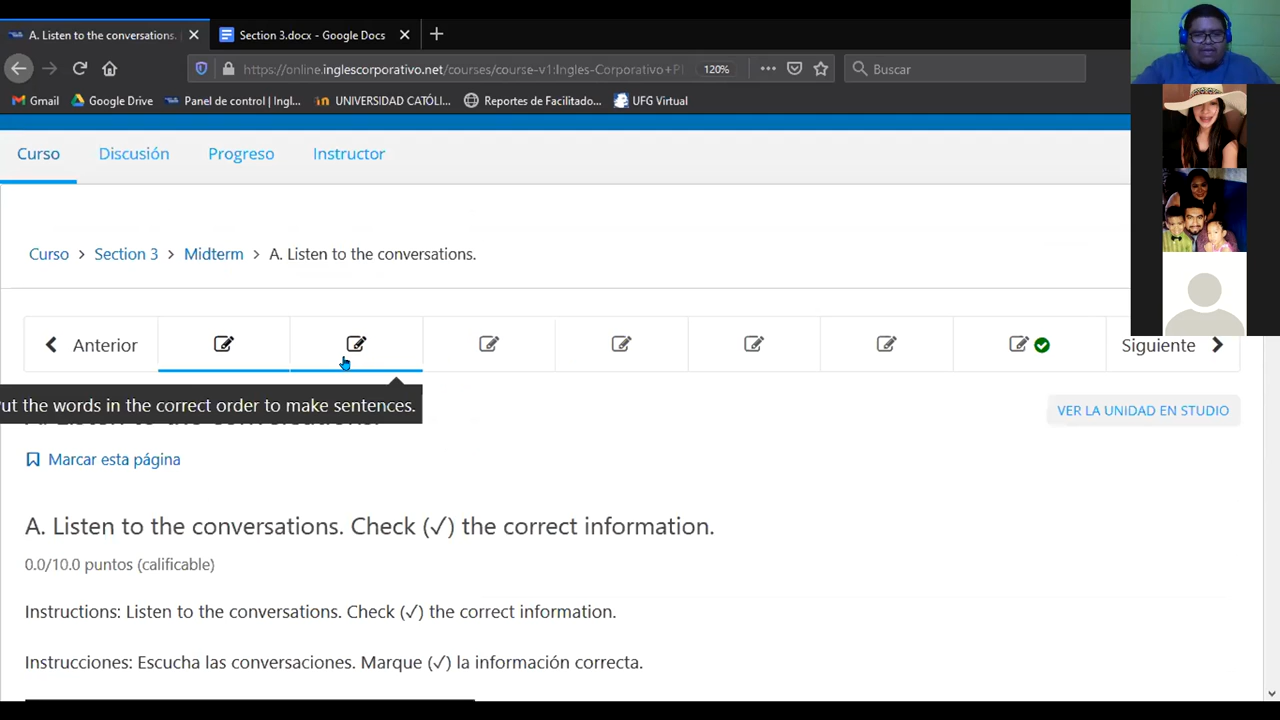 A. Listen to the conversations.
Section 3.docx - Google Docs
https://online.inglescorporativo.net/courses/course-v1:Ingles-Corporativo+P
120%
Buscar
Gmail
Google Drive
Panel de control | Ingl...
UNIVERSIDAD CATÓLI...
Reportes de Facilitado...
UFG Virtual
Curso
Discusión
Progreso
Instructor
Curso > Section 3 > Midterm > A. Listen to the conversations.
Anterior
Siguiente
ut the words in the correct order to make sentences.
VER LA UNIDAD EN STUDIO
Marcar esta página
A. Listen to the conversations. Check (✓) the correct information.
0.0/10.0 puntos (calificable)
Instructions: Listen to the conversations. Check (✓) the correct information.
Instrucciones: Escucha las conversaciones. Marque (✓) la información correcta.